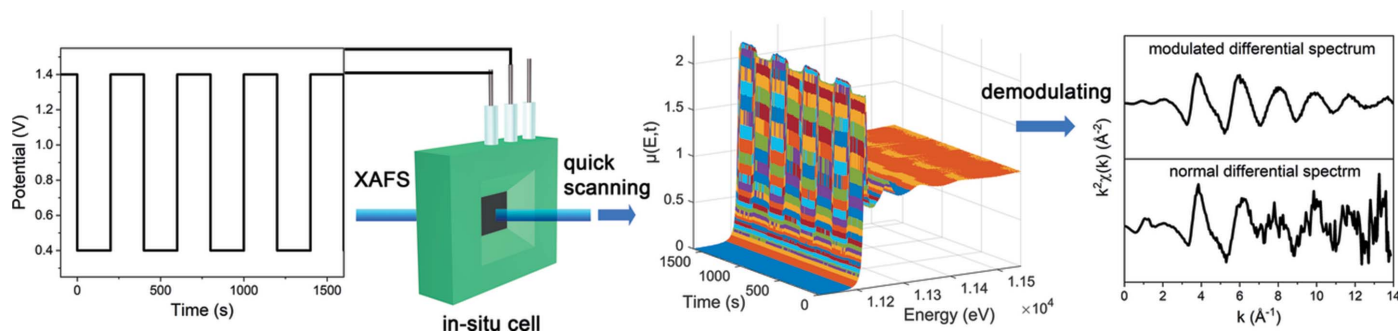 1.4
1.2
1.0
0.8
0.6
0.4
Potential (V)
0 500 1000 1500
Time (s)
XAFS
quick
scanning
in-situ cell
2
1.5
1
0.5
0
μ(E,t)
1500
1000
500
0
Time (s)
1.12
1.13
1.14
1.15
×10⁴
Energy (eV)
demodulating
modulated differential spectrum
normal differential spectrm
k²χ(k) (Å⁻²)
0 2 4 6 8 10 12 14
k (Å⁻¹)